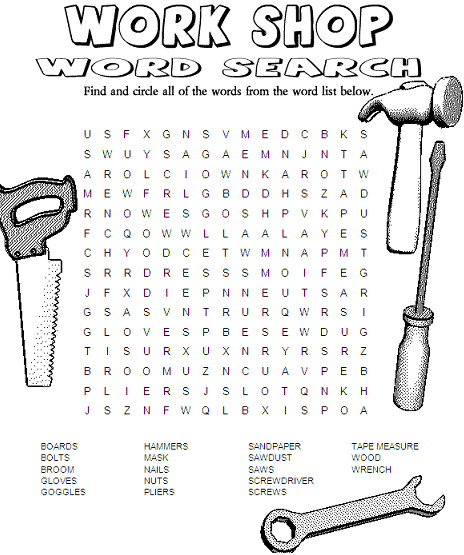 WORK SHOP
WORD SEARCH
Find and circle all of the words from the word list below.
U S F X G N S V M E D C B K S
S W U Y S A G A E M N J N T A
A R O L C I O W N K A R O T W
M E W F R L G B D D H S Z A D
R N O W E S G O S H P V K P U
F C Q O W W L L A A L A Y E S
C H Y O D C E T W M N A P M T
S R R D R E S S S M O I F E G
J F X D I E P N N E U T S A R
G S A S V N T R U R Q W R S I
G L O V E S P B E S E W D U G
T I S U R X U X N R Y R S R Z
B R O O M U Z N C U A V P E B
P L I E R S J S L O T Q N K H
J S Z N F W Q L B X I S P O A
BOARDS HAMMERS SANDPAPER TAPE MEASURE
BOLTS MASK SAWDUST WOOD
BROOM NAILS SAWS WRENCH
GLOVES NUTS SCREWDRIVER
GOGGLES PLIERS SCREWS